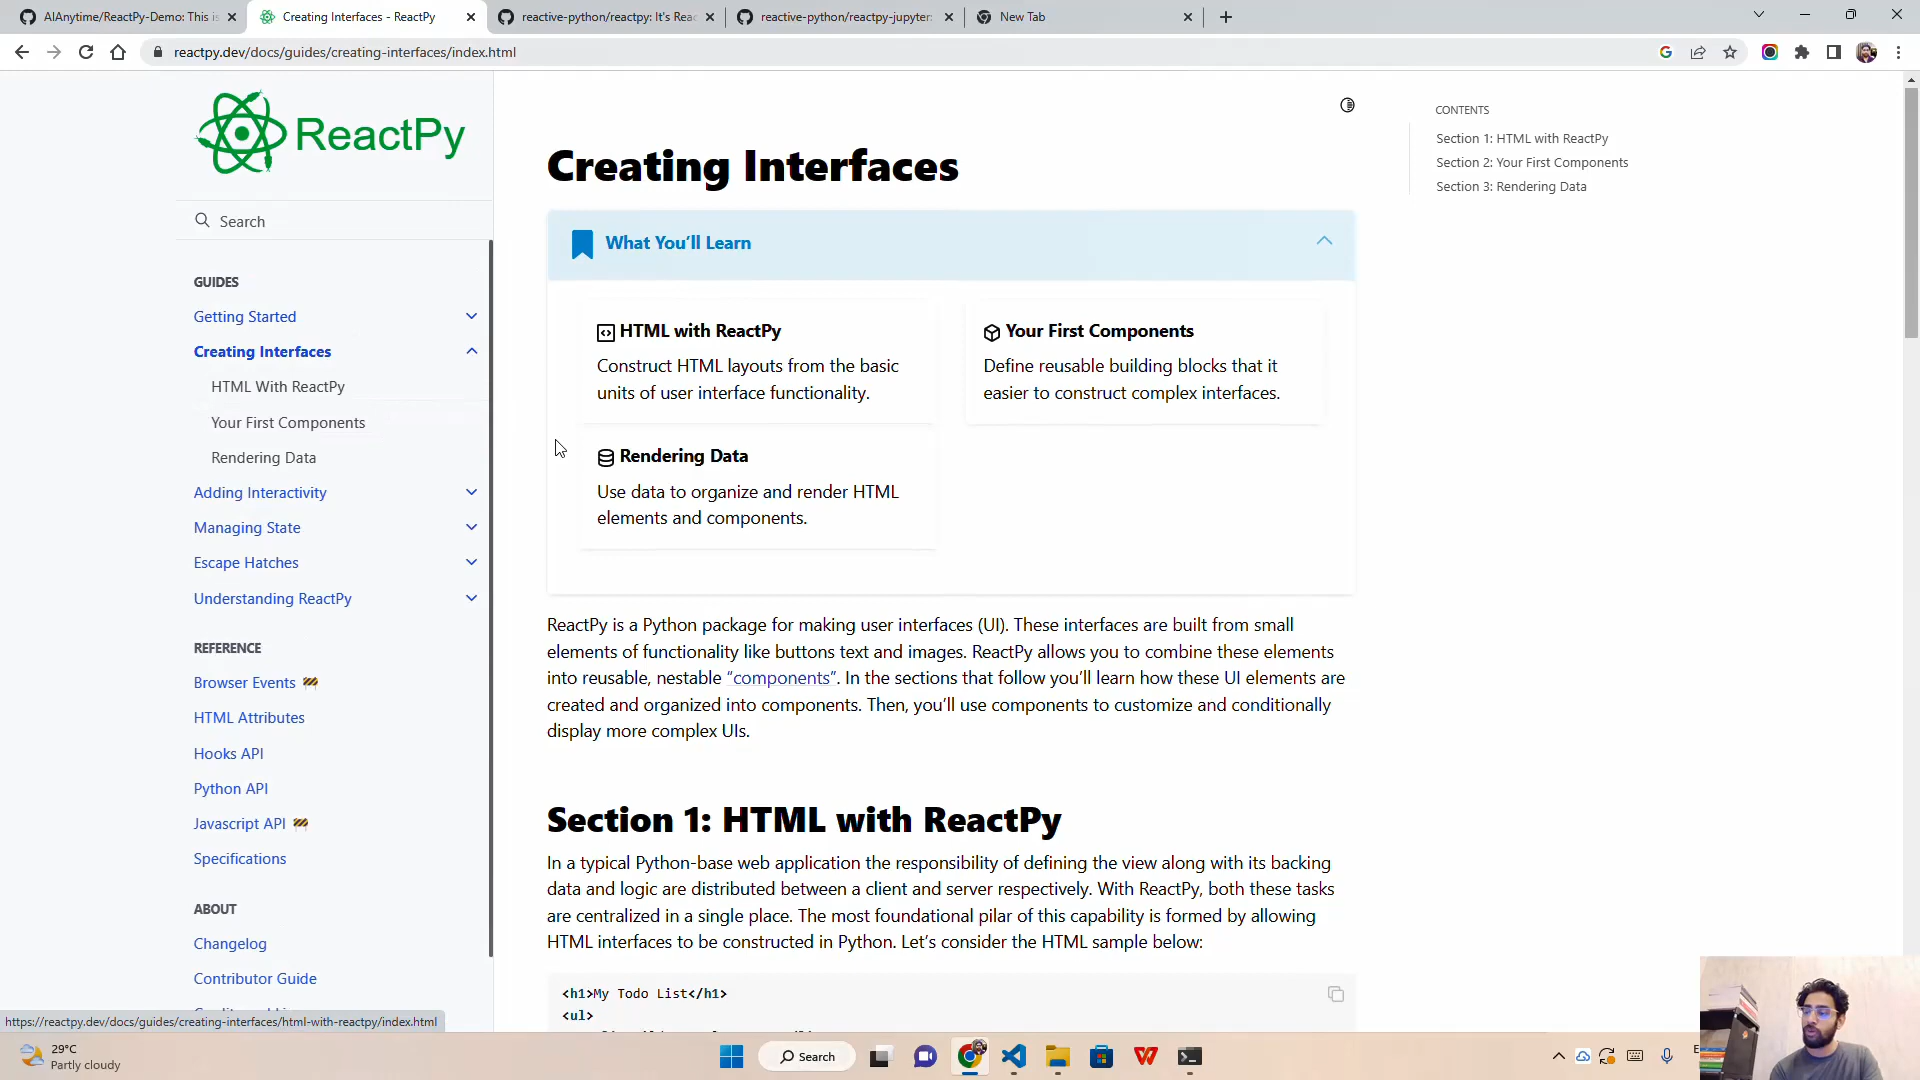 AIAnytime/ReactPy-Demo: This is
Creating Interfaces - ReactPy
reactive-python/reactpy: It's Reac
reactive-python/reactpy-jupyter:
New Tab
reactpy.dev/docs/guides/creating-interfaces/index.html
ReactPy
Search
GUIDES
Getting Started
Creating Interfaces
HTML With ReactPy
Your First Components
Rendering Data
Adding Interactivity
Managing State
Escape Hatches
Understanding ReactPy
REFERENCE
Browser Events
HTML Attributes
Hooks API
Python API
Javascript API
Specifications
ABOUT
Changelog
Contributor Guide
https://reactpy.dev/docs/guides/creating-interfaces/html-with-reactpy/index.html
Creating Interfaces
What You’ll Learn
HTML with ReactPy
Construct HTML layouts from the basic
units of user interface functionality.
Your First Components
Define reusable building blocks that it
easier to construct complex interfaces.
Rendering Data
Use data to organize and render HTML
elements and components.
ReactPy is a Python package for making user interfaces (UI). These interfaces are built from small
elements of functionality like buttons text and images. ReactPy allows you to combine these elements
into reusable, nestable “components”. In the sections that follow you’ll learn how these UI elements are
created and organized into components. Then, you’ll use components to customize and conditionally
display more complex UIs.
Section 1: HTML with ReactPy
In a typical Python-base web application the responsibility of defining the view along with its backing
data and logic are distributed between a client and server respectively. With ReactPy, both these tasks
are centralized in a single place. The most foundational pilar of this capability is formed by allowing
HTML interfaces to be constructed in Python. Let’s consider the HTML sample below:
<h1>My Todo List</h1>
<ul>
CONTENTS
Section 1: HTML with ReactPy
Section 2: Your First Components
Section 3: Rendering Data
29°C
Partly cloudy
Search